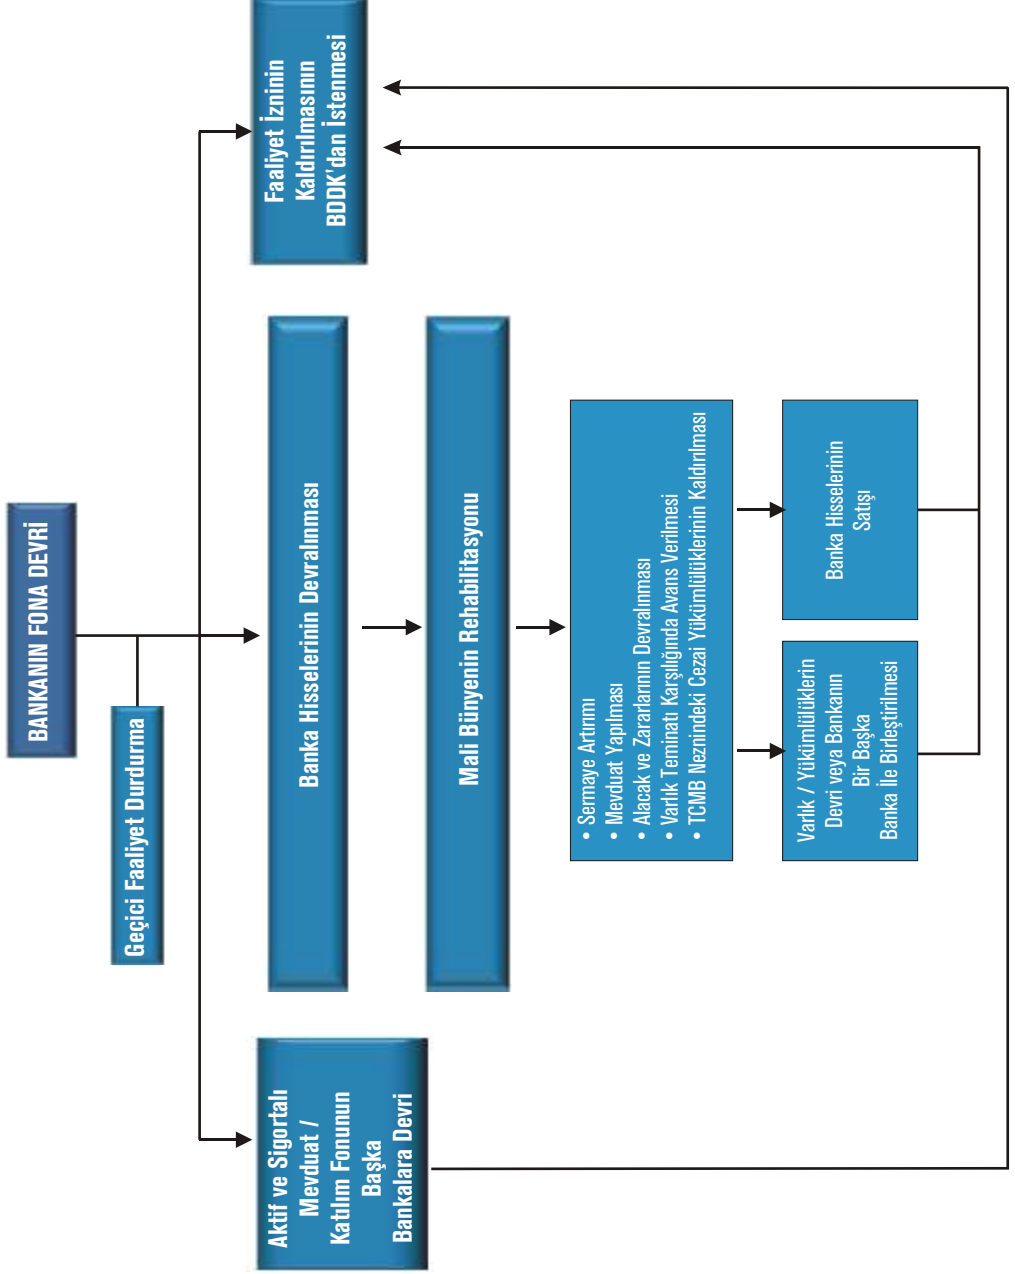 BANKANIN FONA DEVRİ
Geçici Faaliyet Durdurma
Aktif ve Sigortalı
Mevduat /
Katılım Fonunun
Başka
Bankalara Devri
Banka Hisselerinin Devralınması
Faaliyet İzninin
Kaldırılmasının
BDDK'dan İstenmesi
Mali Bünyenin Rehabilitasyonu
• Sermaye Artırımı
• Mevduat Yapılması
• Alacak ve Zararlarının Devralınması
• Varlık Teminatı Karşılığında Avans Verilmesi
• TCMB Neznindeki Cezai Yükümlülüklerinin Kaldırılması
Varlık / Yükümlülüklerin
Devri veya Bankanın
Bir Başka
Banka İle Birleştirilmesi
Banka Hisselerinin
Satışı